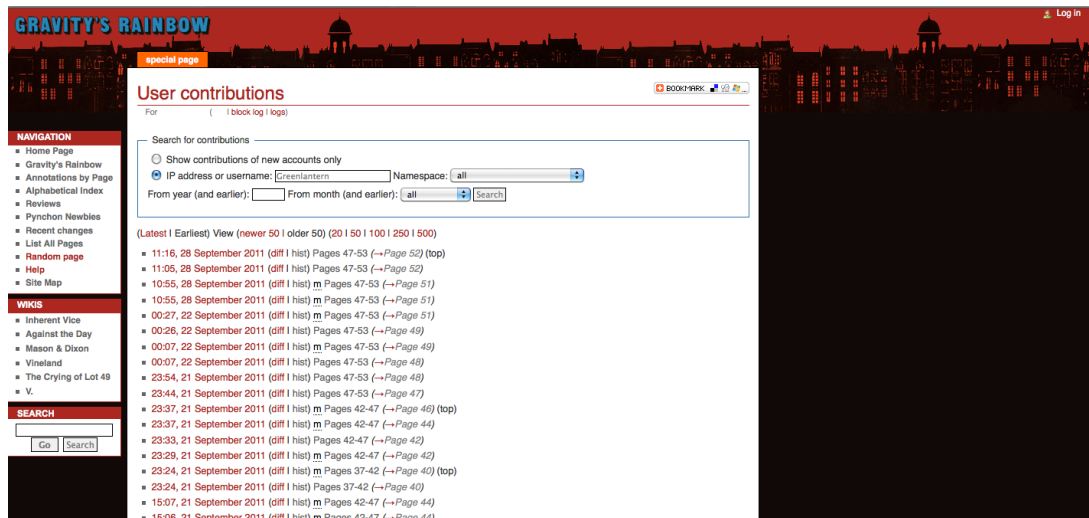 GRAVITY'S RAINBOW
Log in
special page
User contributions
BOOKMARK
For ( | block log | logs)
NAVIGATION
Home Page
Gravity's Rainbow
Annotations by Page
Alphabetical Index
Reviews
Pynchon Newbies
Recent changes
List All Pages
Random page
Help
Site Map
WIKIS
Inherent Vice
Against the Day
Mason & Dixon
Vineland
The Crying of Lot 49
V.
SEARCH
Go Search
Search for contributions
Show contributions of new accounts only
IP address or username: Greenlantern Namespace: all
From year (and earlier): From month (and earlier): all Search
(Latest | Earliest) View (newer 50 | older 50) (20 | 50 | 100 | 250 | 500)
11:16, 28 September 2011 (diff | hist) Pages 47-53 (→Page 52) (top)
11:05, 28 September 2011 (diff | hist) Pages 47-53 (→Page 52)
10:55, 28 September 2011 (diff | hist) m Pages 47-53 (→Page 51)
10:55, 28 September 2011 (diff | hist) m Pages 47-53 (→Page 51)
00:27, 22 September 2011 (diff | hist) m Pages 47-53 (→Page 51)
00:26, 22 September 2011 (diff | hist) Pages 47-53 (→Page 49)
00:07, 22 September 2011 (diff | hist) m Pages 47-53 (→Page 49)
00:07, 22 September 2011 (diff | hist) Pages 47-53 (→Page 48)
23:54, 21 September 2011 (diff | hist) Pages 47-53 (→Page 48)
23:44, 21 September 2011 (diff | hist) Pages 47-53 (→Page 47)
23:37, 21 September 2011 (diff | hist) m Pages 42-47 (→Page 46) (top)
23:37, 21 September 2011 (diff | hist) m Pages 42-47 (→Page 44)
23:33, 21 September 2011 (diff | hist) Pages 42-47 (→Page 42)
23:29, 21 September 2011 (diff | hist) m Pages 42-47 (→Page 42)
23:24, 21 September 2011 (diff | hist) m Pages 37-42 (→Page 40) (top)
23:24, 21 September 2011 (diff | hist) Pages 37-42 (→Page 40)
15:07, 21 September 2011 (diff | hist) m Pages 42-47 (→Page 44)
15:06, 21 September 2011 (diff | hist) m Pages 42-47 (→Page 44)